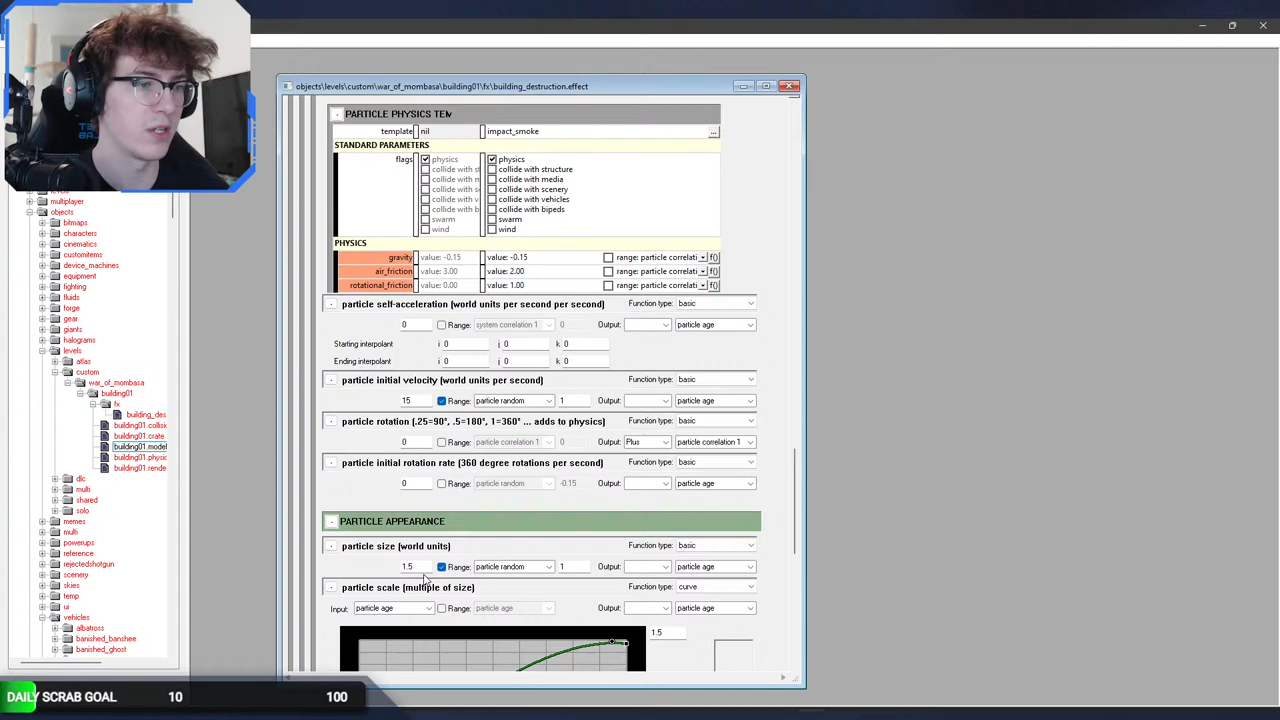 objects\levels\custom\war_of_mombasa\building01\fx\building_destruction.effect
PARTICLE PHYSICS TEM
template nil impact_smoke ...
STANDARD PARAMETERS
flags physics physics
collide with s collide with structure
collide with collide with media
collide with s collide with scenery
collide with collide with vehicles
collide with b collide with bipeds
swarm swarm
wind wind
PHYSICS
gravity value: -0.15 value: -0.15 range: particle correlati f()
air_friction value: 3.00 value: 2.00 range: particle correlati f()
rotational_friction value: 0.00 value: 1.00 range: particle correlati f()
particle self-acceleration (world units per second per second) Function type: basic
0 Range: system correlation 1 0 Output: particle age
Starting interpolant i 0 j 0 k 0
Ending interpolant i 0 j 0 k 0
particle initial velocity (world units per second) Function type: basic
15 Range: particle random 1 Output: particle age
particle rotation (.25=90°, .5=180°, 1=360° ... adds to physics) Function type: basic
0 Range: particle correlation 1 0 Output: Plus particle correlation 1
particle initial rotation rate (360 degree rotations per second) Function type: basic
0 Range: particle random -0.15 Output: particle age
PARTICLE APPEARANCE
particle size (world units) Function type: basic
1.5 Range: particle random 1 Output: particle age
particle scale (multiple of size) Function type: curve
Input: particle age Range: particle age Output: particle age
1.5
levels
multiplayer
objects
bitmaps
characters
cinematics
customitems
device_machines
equipment
fighting
fluids
forge
gear
giants
halograms
levels
atlas
custom
war_of_mombasa
building01
fx
building_des
building01.collisio
building01.crate
building01.model
building01.physic
building01.rende
dlc
multi
shared
solo
memes
multi
powerups
reference
rejectedshotgun
scenery
skies
temp
ui
vehicles
albatross
banished_banshee
banished_ghost
DAILY SCRAB GOAL 10 100